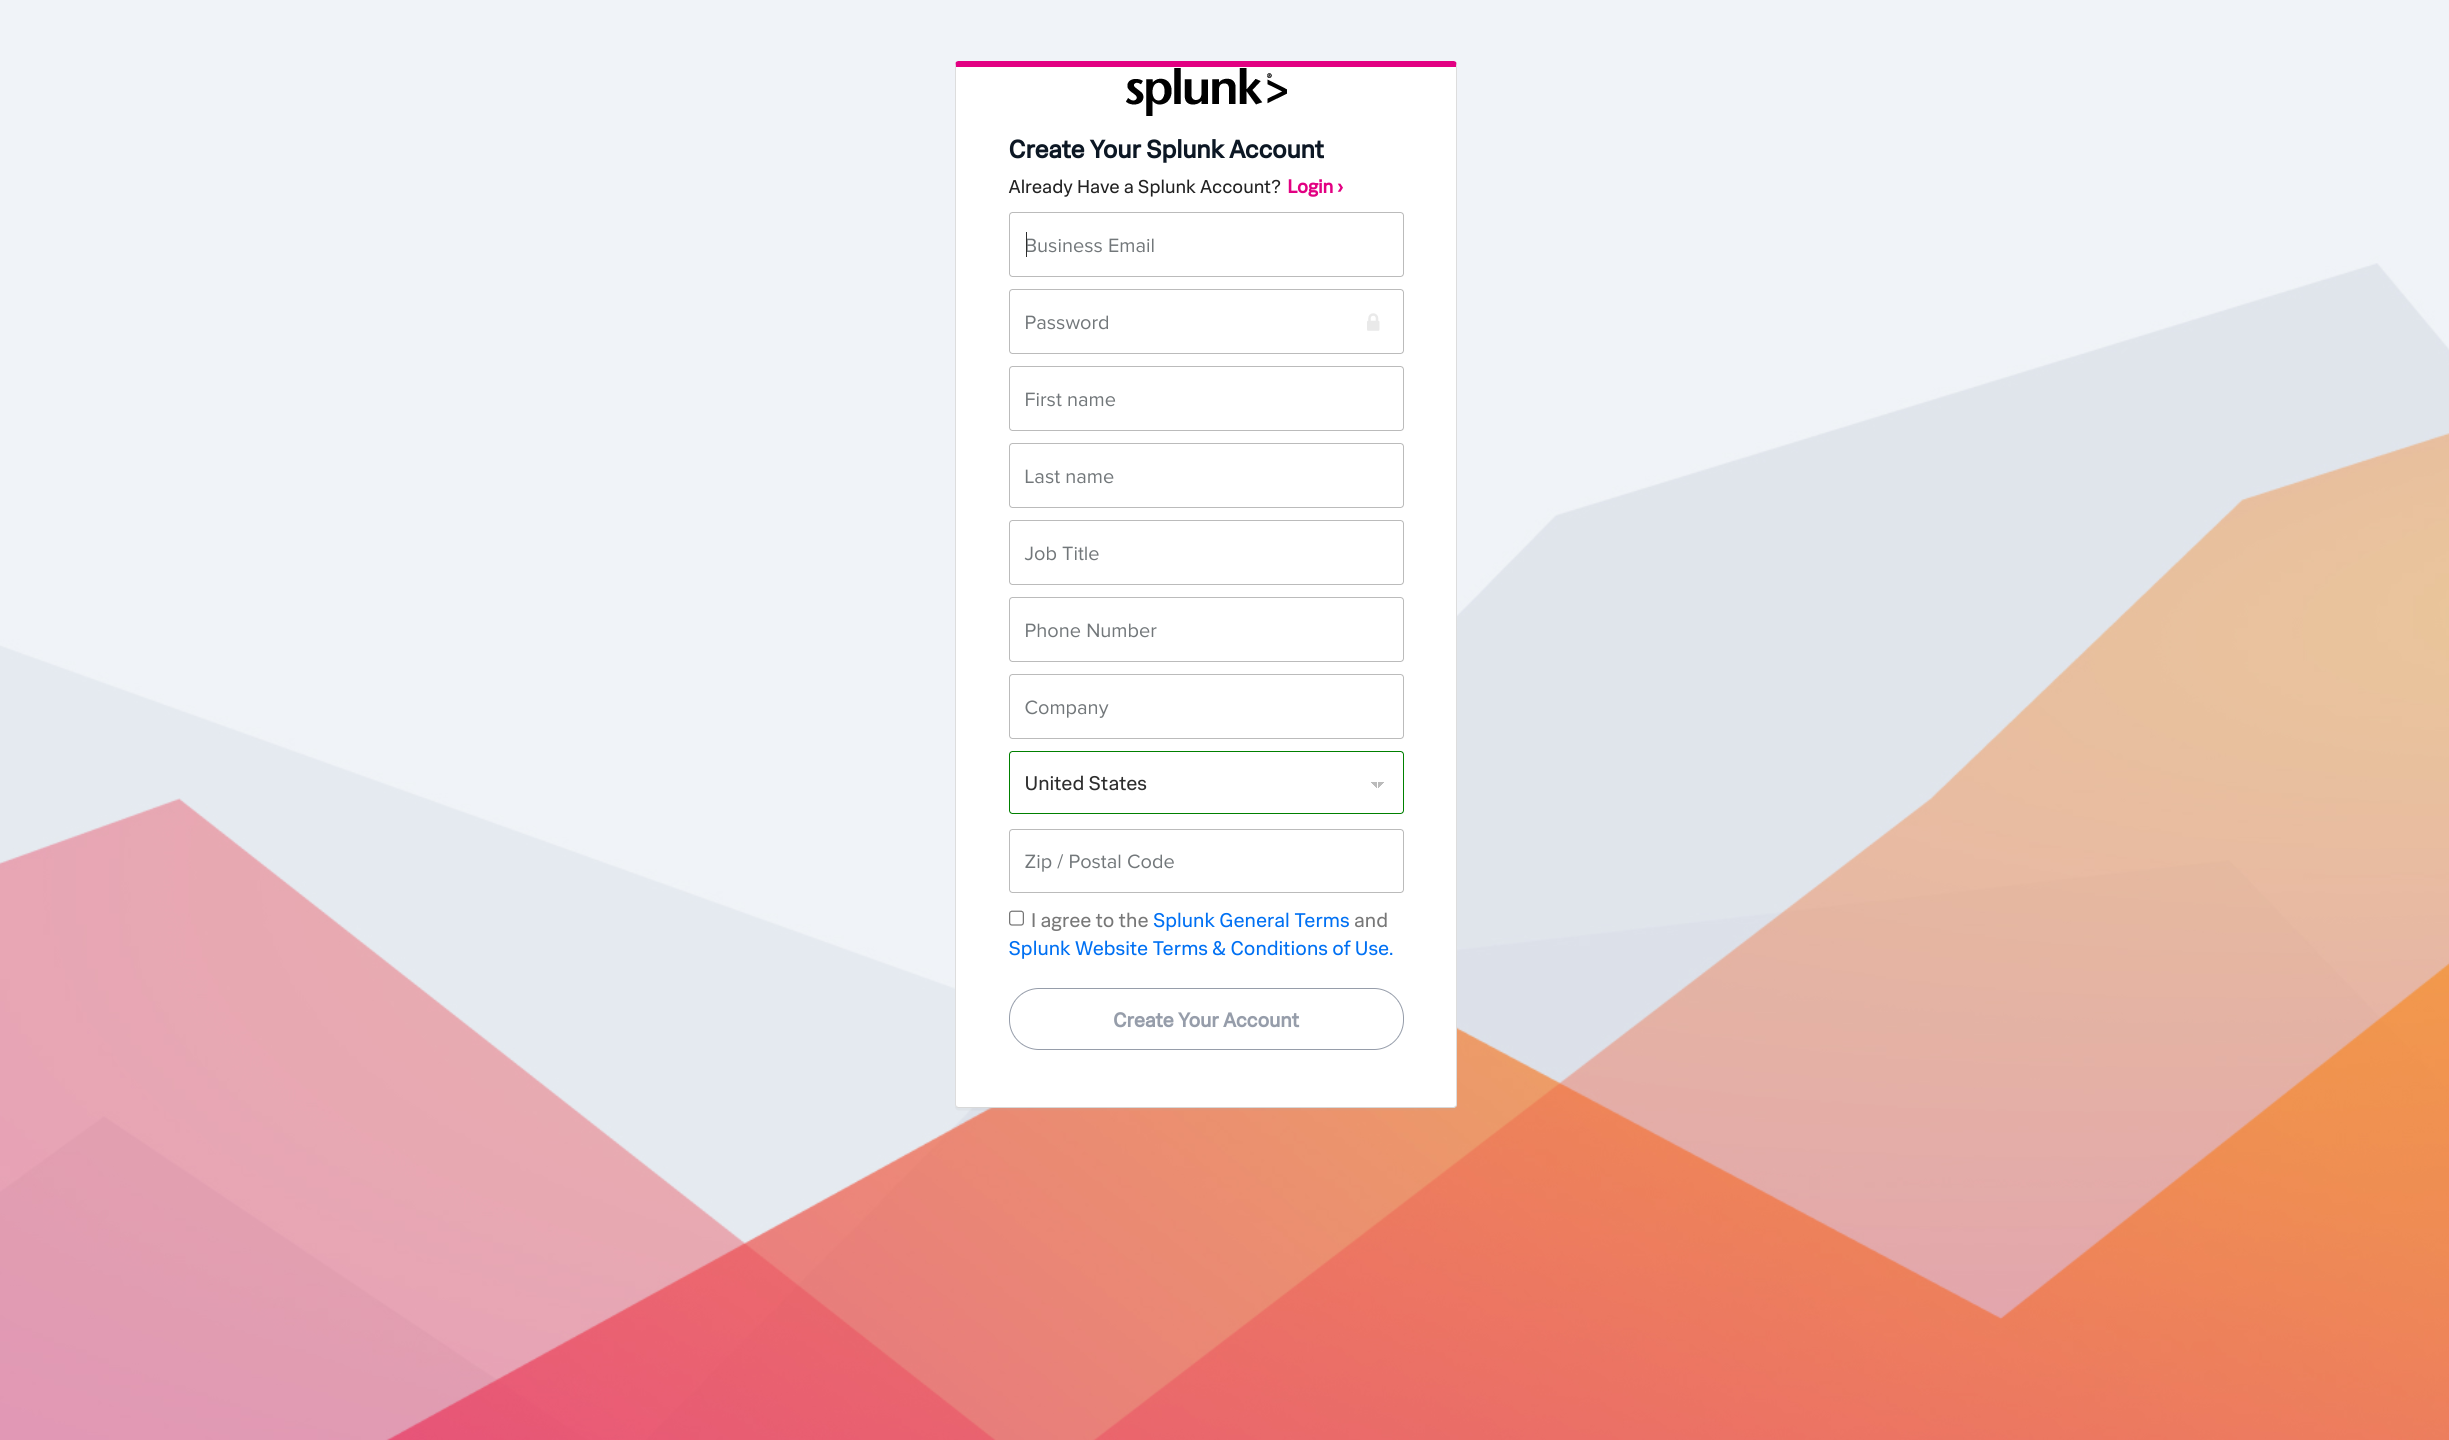 splunk>®
Create Your Splunk Account
Already Have a Splunk Account? Login ›
Business Email
Password
First name
Last name
Job Title
Phone Number
Company
United States
Zip / Postal Code
I agree to the Splunk General Terms and
Splunk Website Terms & Conditions of Use.
Create Your Account